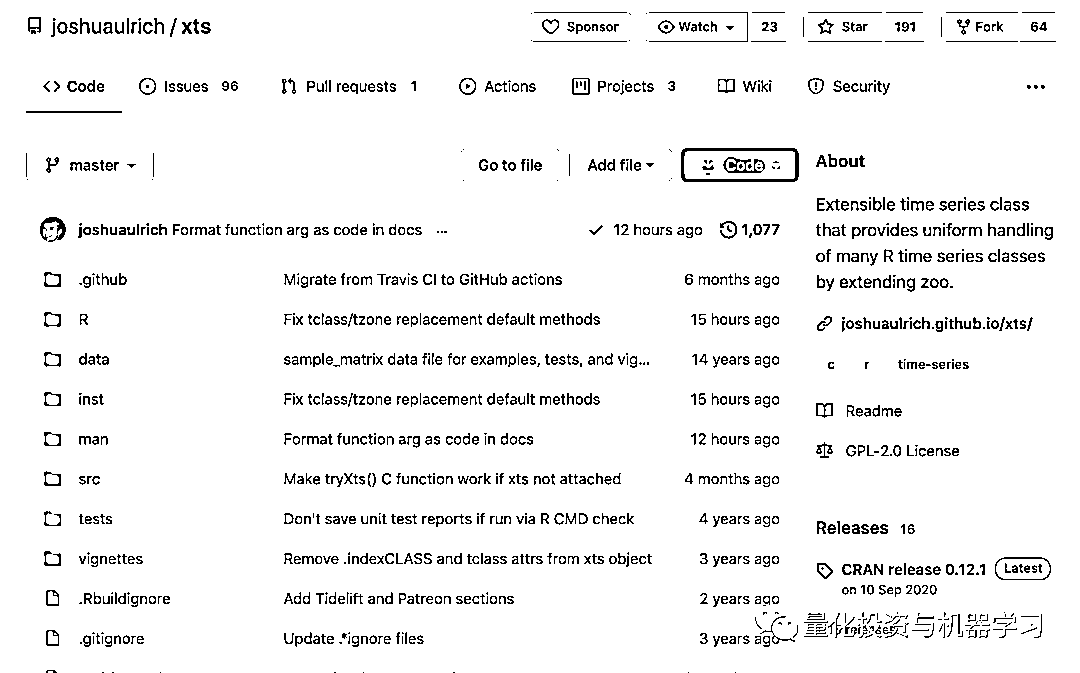 joshuaulrich / xts
Sponsor Watch 23 Star 191 Fork 64
Code Issues 96 Pull requests 1 Actions Projects 3 Wiki Security ...
master Go to file Add file Code
joshuaulrich Format function arg as code in docs ... 12 hours ago 1,077
.github Migrate from Travis CI to GitHub actions 6 months ago
R Fix tclass/tzone replacement default methods 15 hours ago
data sample_matrix data file for examples, tests, and vig... 14 years ago
inst Fix tclass/tzone replacement default methods 15 hours ago
man Format function arg as code in docs 12 hours ago
src Make tryXts() C function work if xts not attached 4 months ago
tests Don't save unit test reports if run via R CMD check 4 years ago
vignettes Remove .indexCLASS and tclass attrs from xts object 3 years ago
.Rbuildignore Add Tidelift and Patreon sections 2 years ago
.gitignore Update .*ignore files 3 years ago
About
Extensible time series class
that provides uniform handling
of many R time series classes
by extending zoo.
joshuaulrich.github.io/xts/
c r time-series
Readme
GPL-2.0 License
Releases 16
CRAN release 0.12.1 Latest
on 10 Sep 2020
量化投资与机器学习